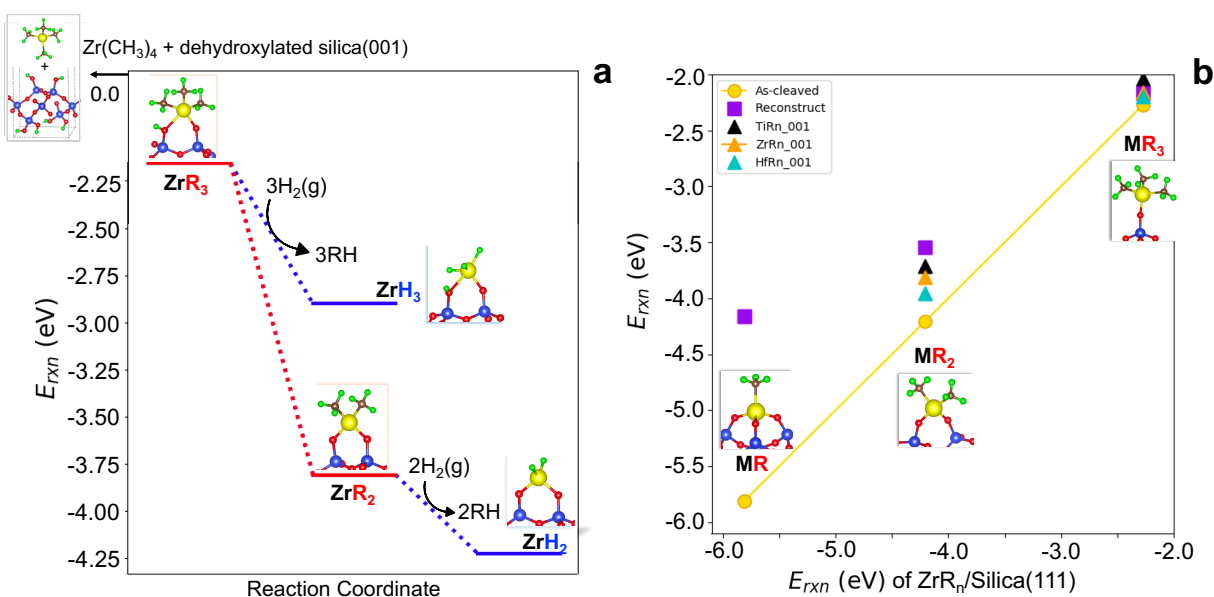 Zr(CH3)4 + dehydroxylated silica(001)
+
a
0.0
-2.25
-2.50
-2.75
-3.00
-3.25
-3.50
-3.75
-4.00
-4.25
Erxn (eV)
Reaction Coordinate
ZrR3
3H2(g)
3RH
ZrH3
ZrR2
2H2(g)
2RH
ZrH2
b
-2.0
-2.5
-3.0
-3.5
-4.0
-4.5
-5.0
-5.5
-6.0
Erxn (eV)
As-cleaved
Reconstruct
TiRn_001
ZrRn_001
HfRn_001
MR3
MR2
MR
-6.0 -5.0 -4.0 -3.0 -2.0
Erxn (eV) of ZrRn/Silica(111)